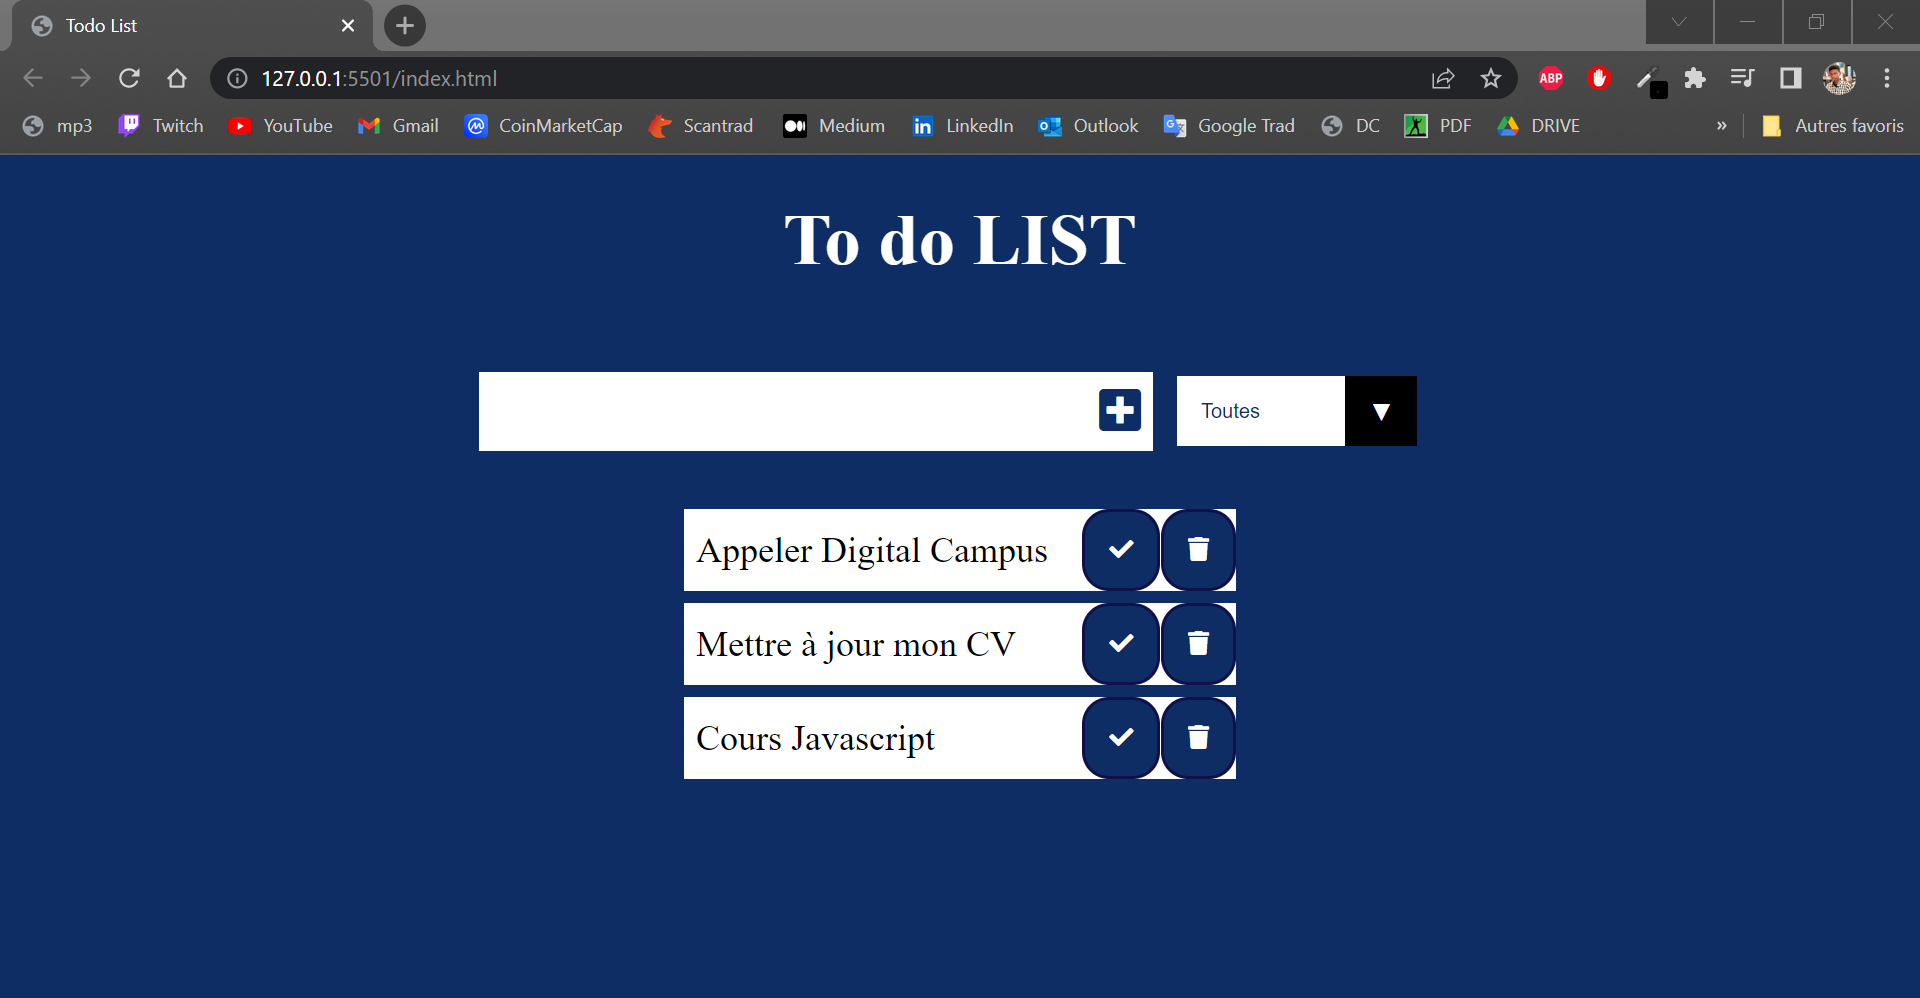 Todo List
127.0.0.1:5501/index.html
ABP
mp3 Twitch YouTube Gmail CoinMarketCap Scantrad Medium LinkedIn Outlook Google Trad DC PDF DRIVE » Autres favoris
To do LIST
Toutes
Appeler Digital Campus
Mettre à jour mon CV
Cours Javascript